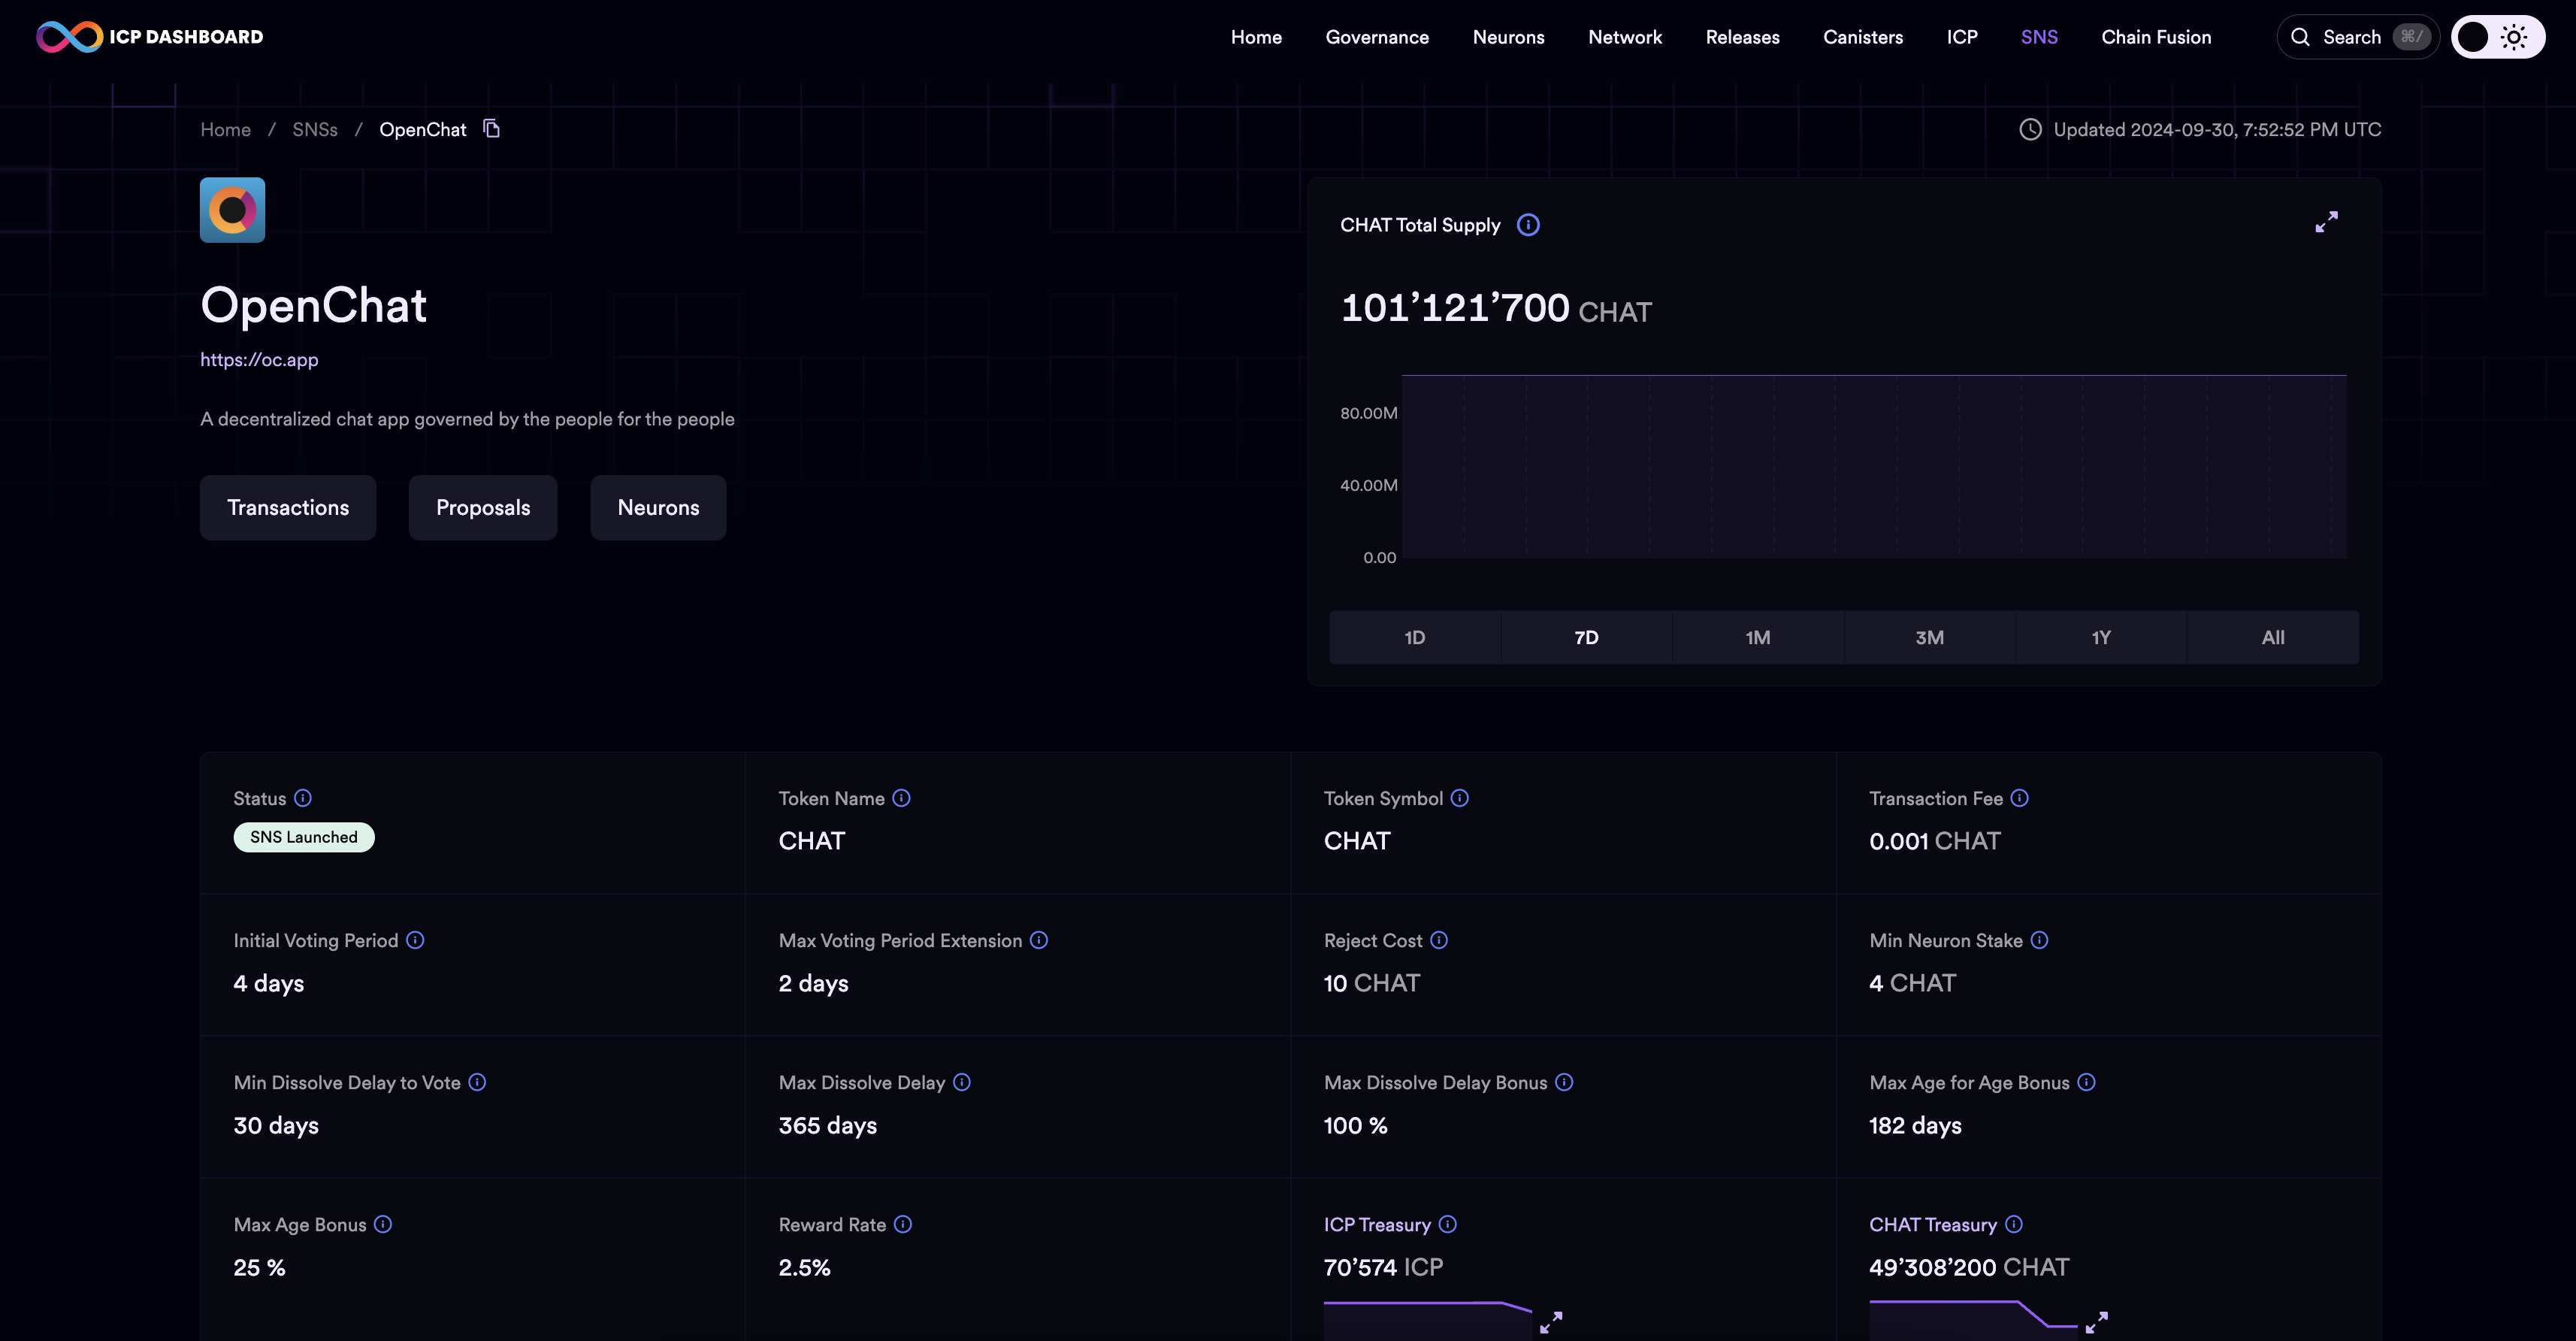 ICP DASHBOARD
Home Governance Neurons Network Releases Canisters ICP SNS Chain Fusion Search ⌘/
Home / SNSs / OpenChat
Updated 2024-09-30, 7:52:52 PM UTC
OpenChat
https://oc.app
A decentralized chat app governed by the people for the people
Transactions Proposals Neurons
CHAT Total Supply
101’121’700 CHAT
80.00M
40.00M
0.00
1D 7D 1M 3M 1Y All
Status
SNS Launched
Token Name
CHAT
Token Symbol
CHAT
Transaction Fee
0.001 CHAT
Initial Voting Period
4 days
Max Voting Period Extension
2 days
Reject Cost
10 CHAT
Min Neuron Stake
4 CHAT
Min Dissolve Delay to Vote
30 days
Max Dissolve Delay
365 days
Max Dissolve Delay Bonus
100 %
Max Age for Age Bonus
182 days
Max Age Bonus
25 %
Reward Rate
2.5%
ICP Treasury
70’574 ICP
CHAT Treasury
49’308’200 CHAT